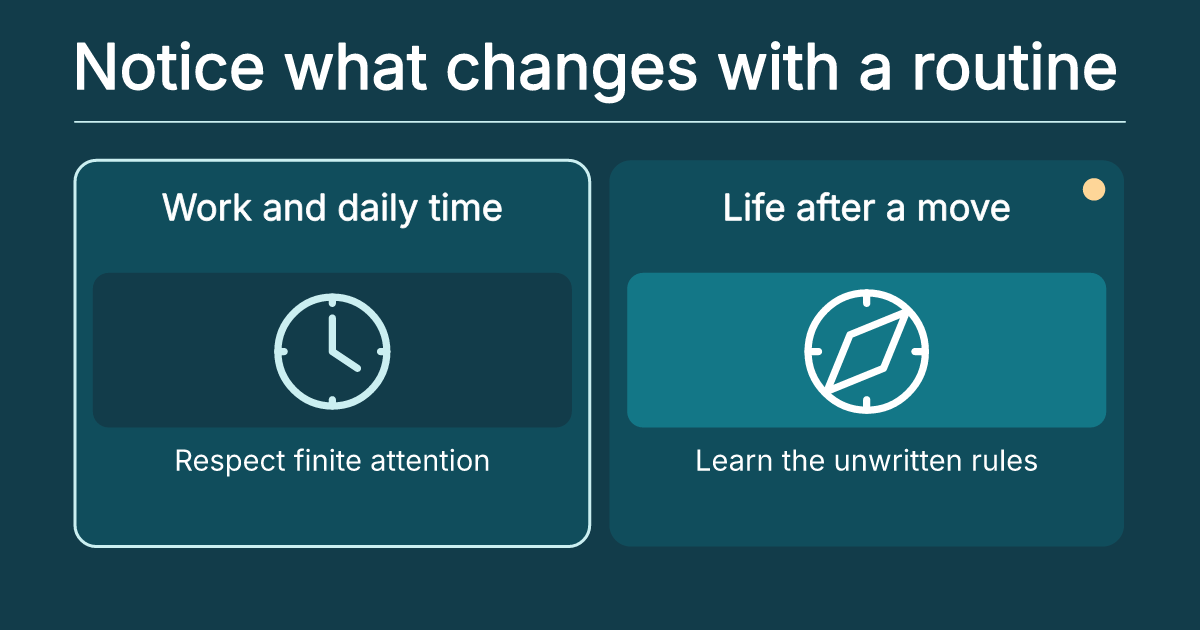 Notice what changes with a routine
Work and daily time
Respect finite attention
Life after a move
Learn the unwritten rules